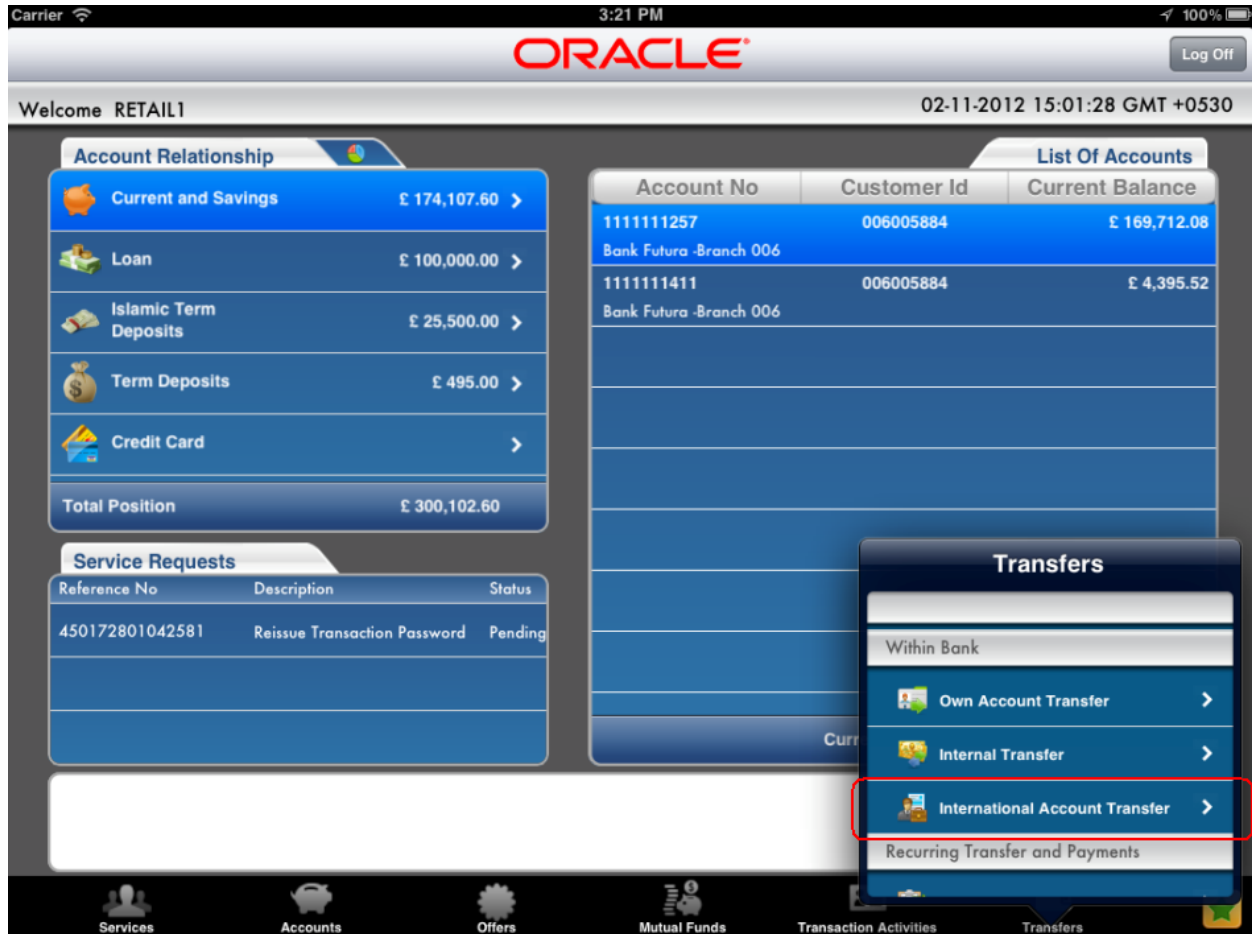 Carrier 3:21 PM 100%
ORACLE
Log Off
Welcome RETAIL1 02-11-2012 15:01:28 GMT +0530
Account Relationship
Current and Savings £ 174,107.60
Loan £ 100,000.00
Islamic Term
Deposits £ 25,500.00
Term Deposits £ 495.00
Credit Card
Total Position £ 300,102.60
List Of Accounts
Account No Customer Id Current Balance
1111111257 006005884 £ 169,712.08
Bank Futura -Branch 006
1111111411 006005884 £ 4,395.52
Bank Futura -Branch 006
Service Requests
Reference No Description Status
450172801042581 Reissue Transaction Password Pending
Transfers
Within Bank
Own Account Transfer
Internal Transfer
International Account Transfer
Recurring Transfer and Payments
Services Accounts Offers Mutual Funds Transaction Activities Transfers